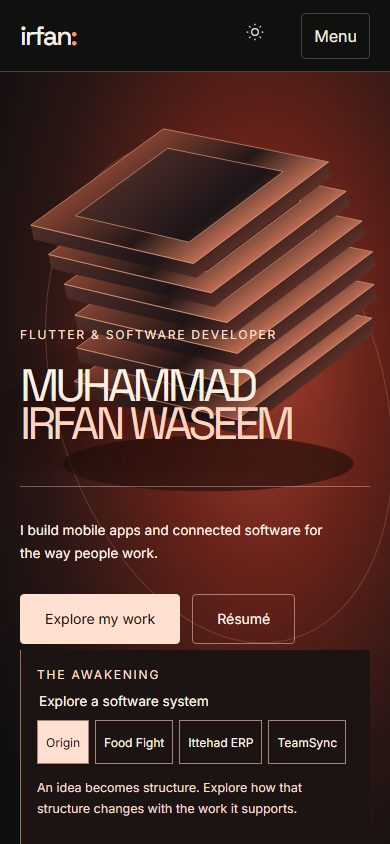 irfan:
Menu
FLUTTER & SOFTWARE DEVELOPER
MUHAMMAD
IRFAN WASEEM
I build mobile apps and connected software for
the way people work.
Explore my work
Résumé
THE AWAKENING
Explore a software system
Origin
Food Fight
Ittehad ERP
TeamSync
An idea becomes structure. Explore how that
structure changes with the work it supports.